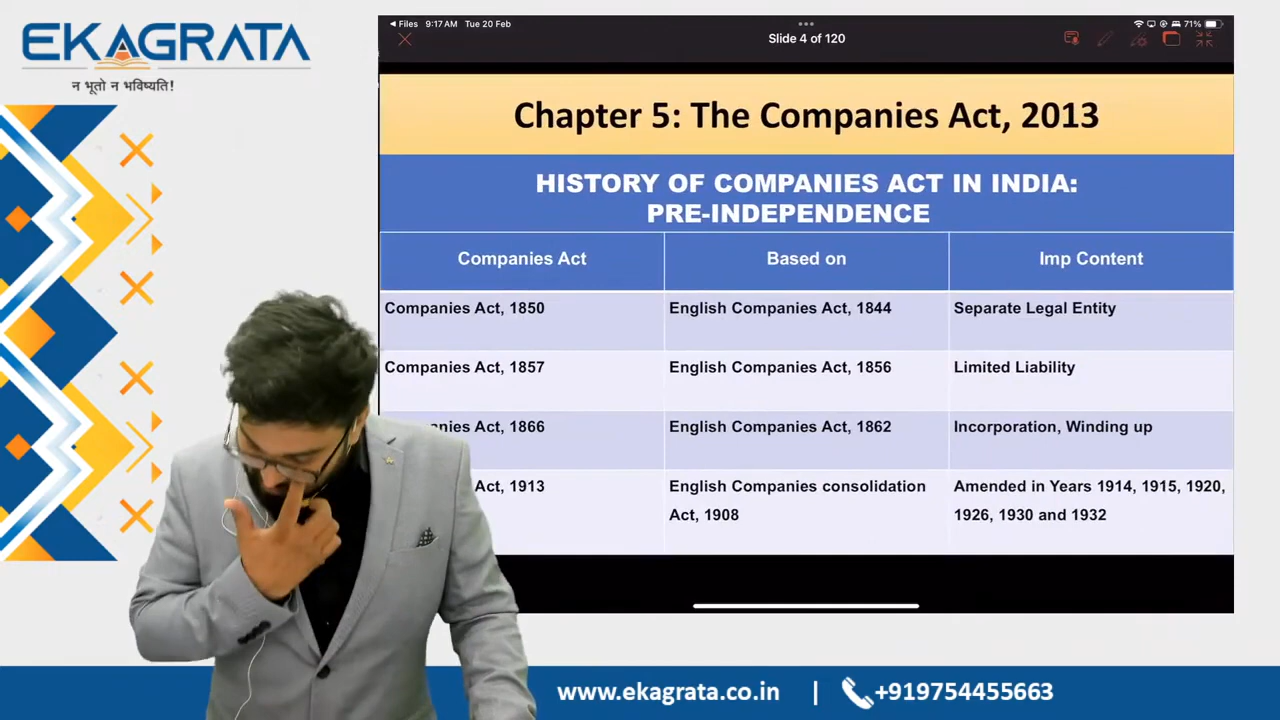 EKAGRATA
न भूतो न भविष्यति!
Files 9:17 AM Tue 20 Feb
71%
Slide 4 of 120
Chapter 5: The Companies Act, 2013
HISTORY OF COMPANIES ACT IN INDIA:
PRE-INDEPENDENCE
Companies Act Based on Imp Content
Companies Act, 1850 English Companies Act, 1844 Separate Legal Entity
Companies Act, 1857 English Companies Act, 1856 Limited Liability
Act, 1866 English Companies Act, 1862 Incorporation, Winding up
Act, 1913 English Companies consolidation Amended in Years 1914, 1915, 1920,
Act, 1908 1926, 1930 and 1932
www.ekagrata.co.in | +919754455663